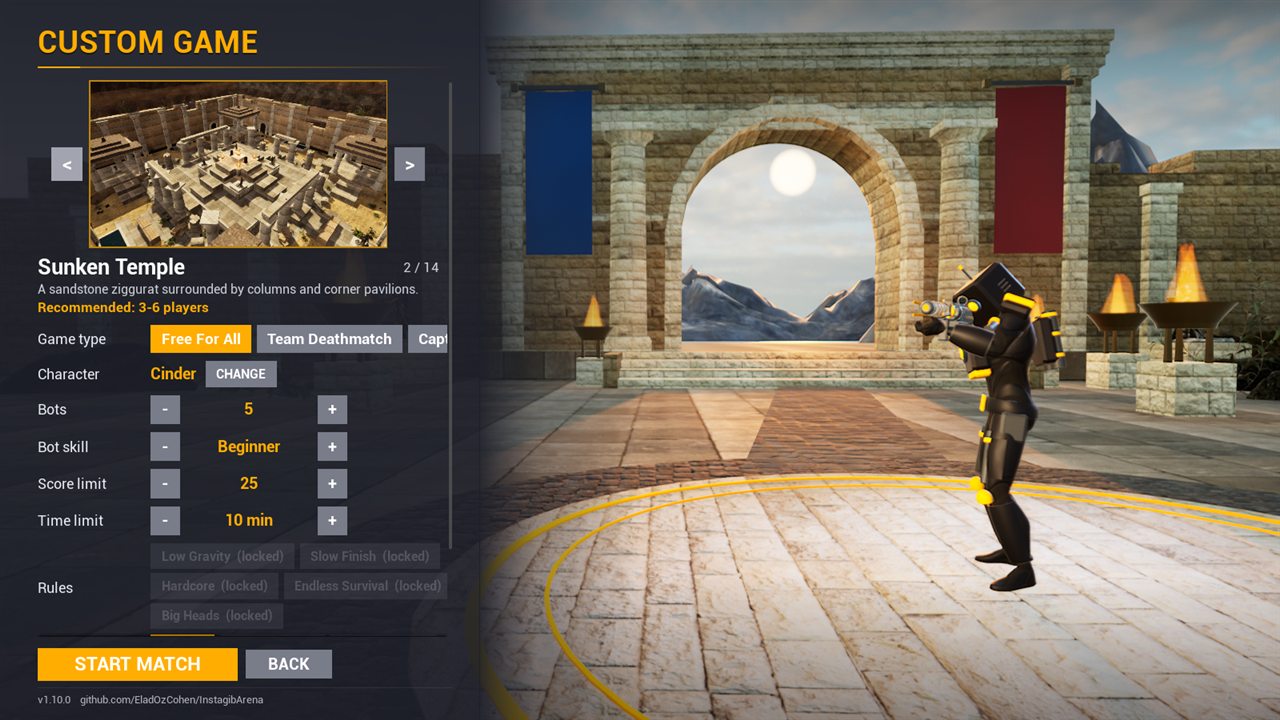 CUSTOM GAME
<
>
Sunken Temple 2 / 14
A sandstone ziggurat surrounded by columns and corner pavilions.
Recommended: 3-6 players
Game type Free For All Team Deathmatch Capt
Character Cinder CHANGE
Bots - 5 +
Bot skill - Beginner +
Score limit - 25 +
Time limit - 10 min +
Low Gravity (locked) Slow Finish (locked)
Rules Hardcore (locked) Endless Survival (locked)
Big Heads (locked)
START MATCH BACK
v1.10.0 github.com/EladOzCohen/InstagibArena